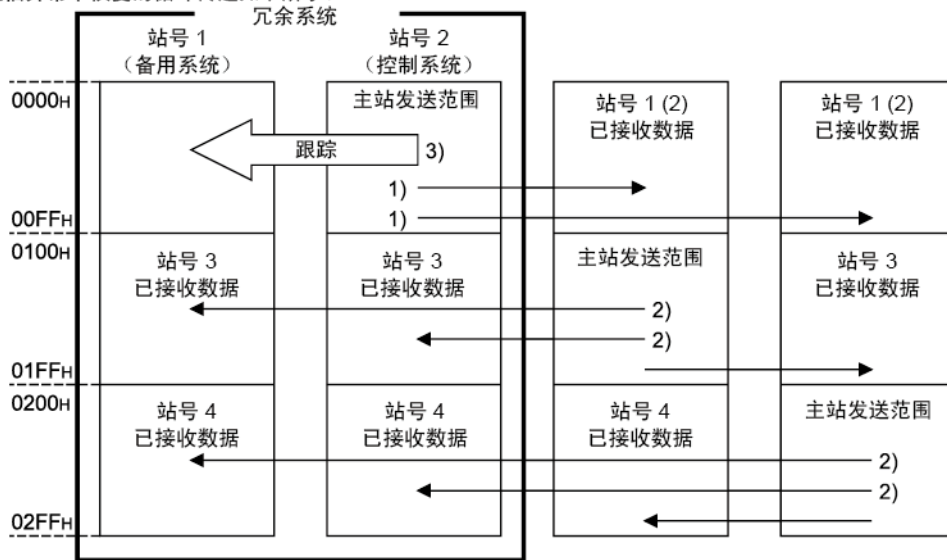 冗余系统
站号 1
（备用系统）
站号 2
（控制系统）
0000H
主站发送范围
站号 1 (2)
已接收数据
站号 1 (2)
已接收数据
跟踪
3)
1)
1)
00FFH
0100H
站号 3
已接收数据
站号 3
已接收数据
主站发送范围
站号 3
已接收数据
2)
2)
01FFH
0200H
站号 4
已接收数据
站号 4
已接收数据
站号 4
已接收数据
主站发送范围
2)
2)
02FFH